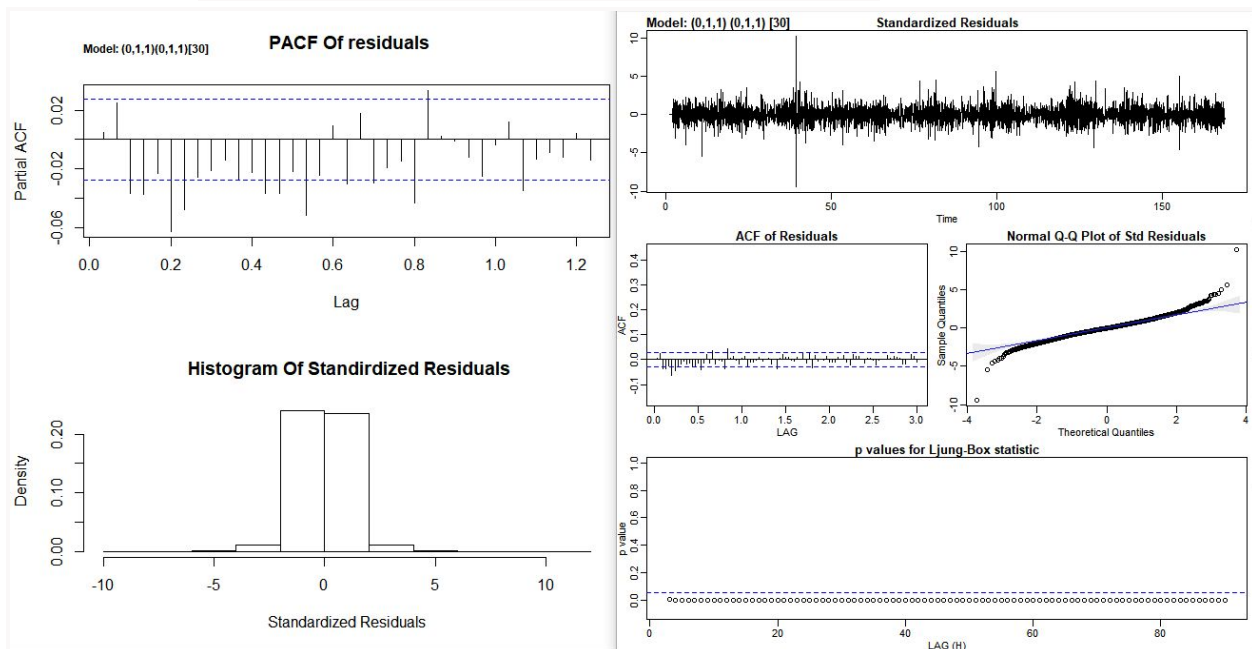 Model: (0,1,1)(0,1,1)[30]
PACF Of residuals
Partial ACF
0.02
-0.02
-0.06
0.0 0.2 0.4 0.6 0.8 1.0 1.2
Lag
Histogram Of Standirdized Residuals
Density
0.20
0.10
0.00
-10 -5 0 5 10
Standardized Residuals
Model: (0,1,1) (0,1,1) [30]
Standardized Residuals
10
5
0
-5
-10
0 50 100 150
Time
ACF of Residuals
ACF
0.4
0.3
0.2
0.1
0.0
-0.1
0.0 0.5 1.0 1.5 2.0 2.5 3.0
LAG
Normal Q-Q Plot of Std Residuals
Sample Quantiles
10
5
0
-5
-10
-4 -2 0 2 4
Theoretical Quantiles
p values for Ljung-Box statistic
p value
1.0
0.8
0.6
0.4
0.2
0.0
0 20 40 60 80
LAG (H)